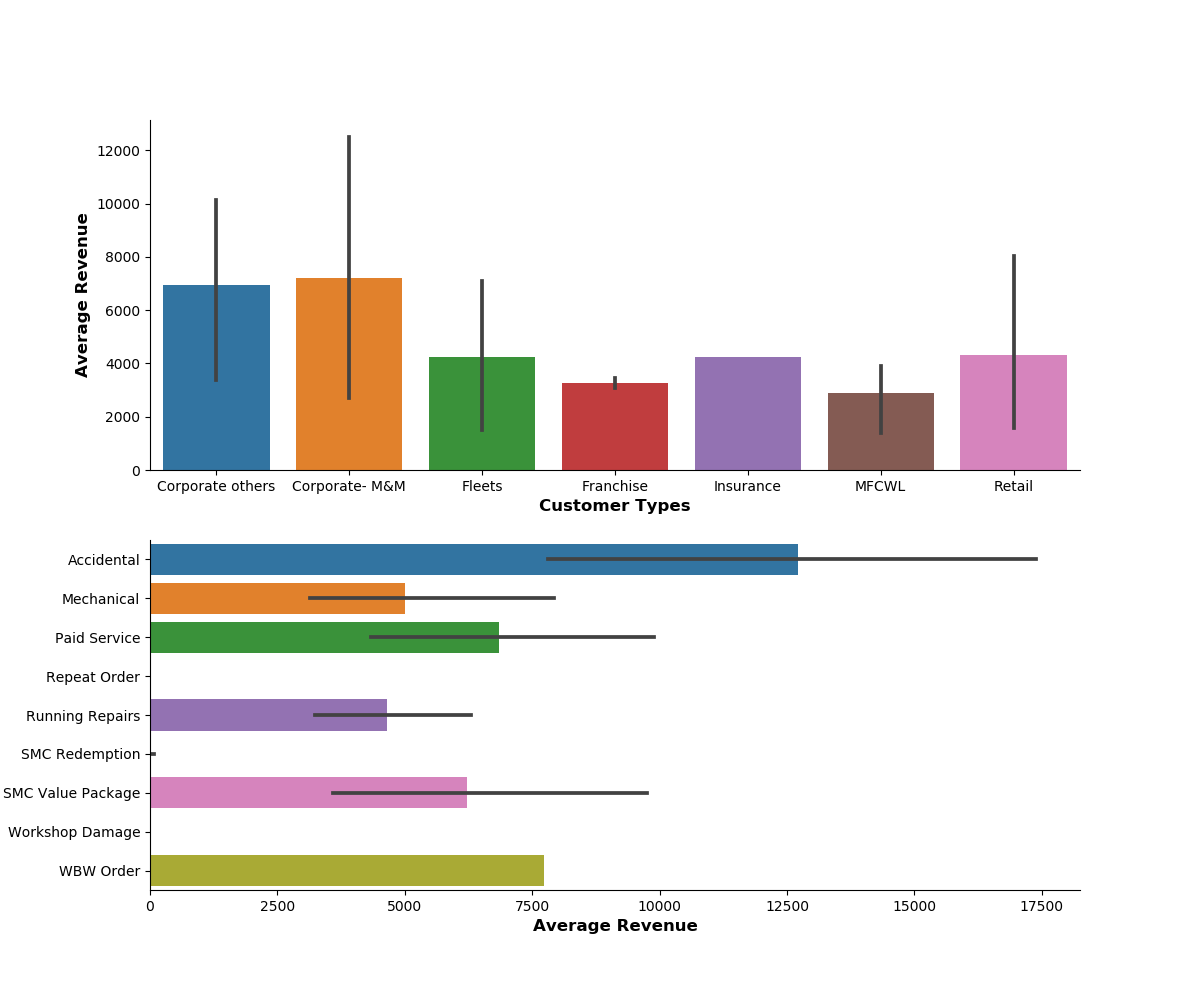 12000
10000
8000
6000
4000
2000
0
Average Revenue
Corporate others Corporate- M&M Fleets Franchise Insurance MFCWL Retail
Customer Types
Accidental
Mechanical
Paid Service
Repeat Order
Running Repairs
SMC Redemption
SMC Value Package
Workshop Damage
WBW Order
0 2500 5000 7500 10000 12500 15000 17500
Average Revenue